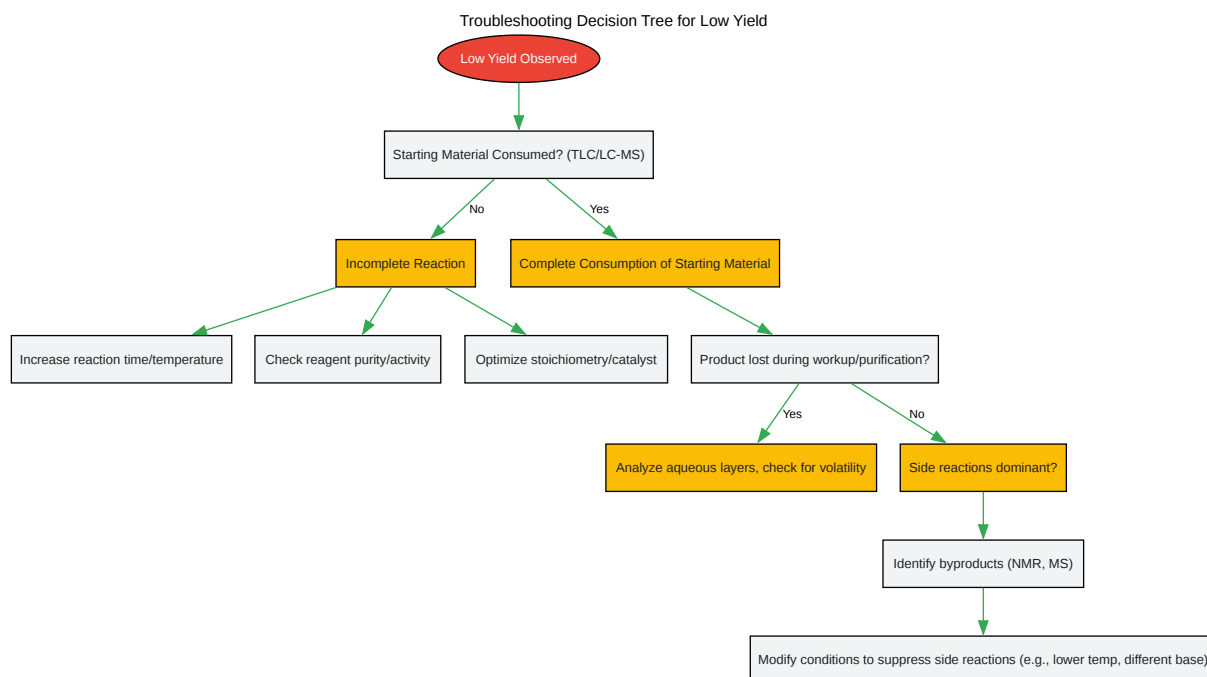 Troubleshooting Decision Tree for Low Yield
Low Yield Observed
Starting Material Consumed? (TLC/LC-MS)
No
Yes
Incomplete Reaction
Complete Consumption of Starting Material
Increase reaction time/temperature
Check reagent purity/activity
Optimize stoichiometry/catalyst
Product lost during workup/purification?
Yes
No
Analyze aqueous layers, check for volatility
Side reactions dominant?
Identify byproducts (NMR, MS)
Modify conditions to suppress side reactions (e.g., lower temp, different base)